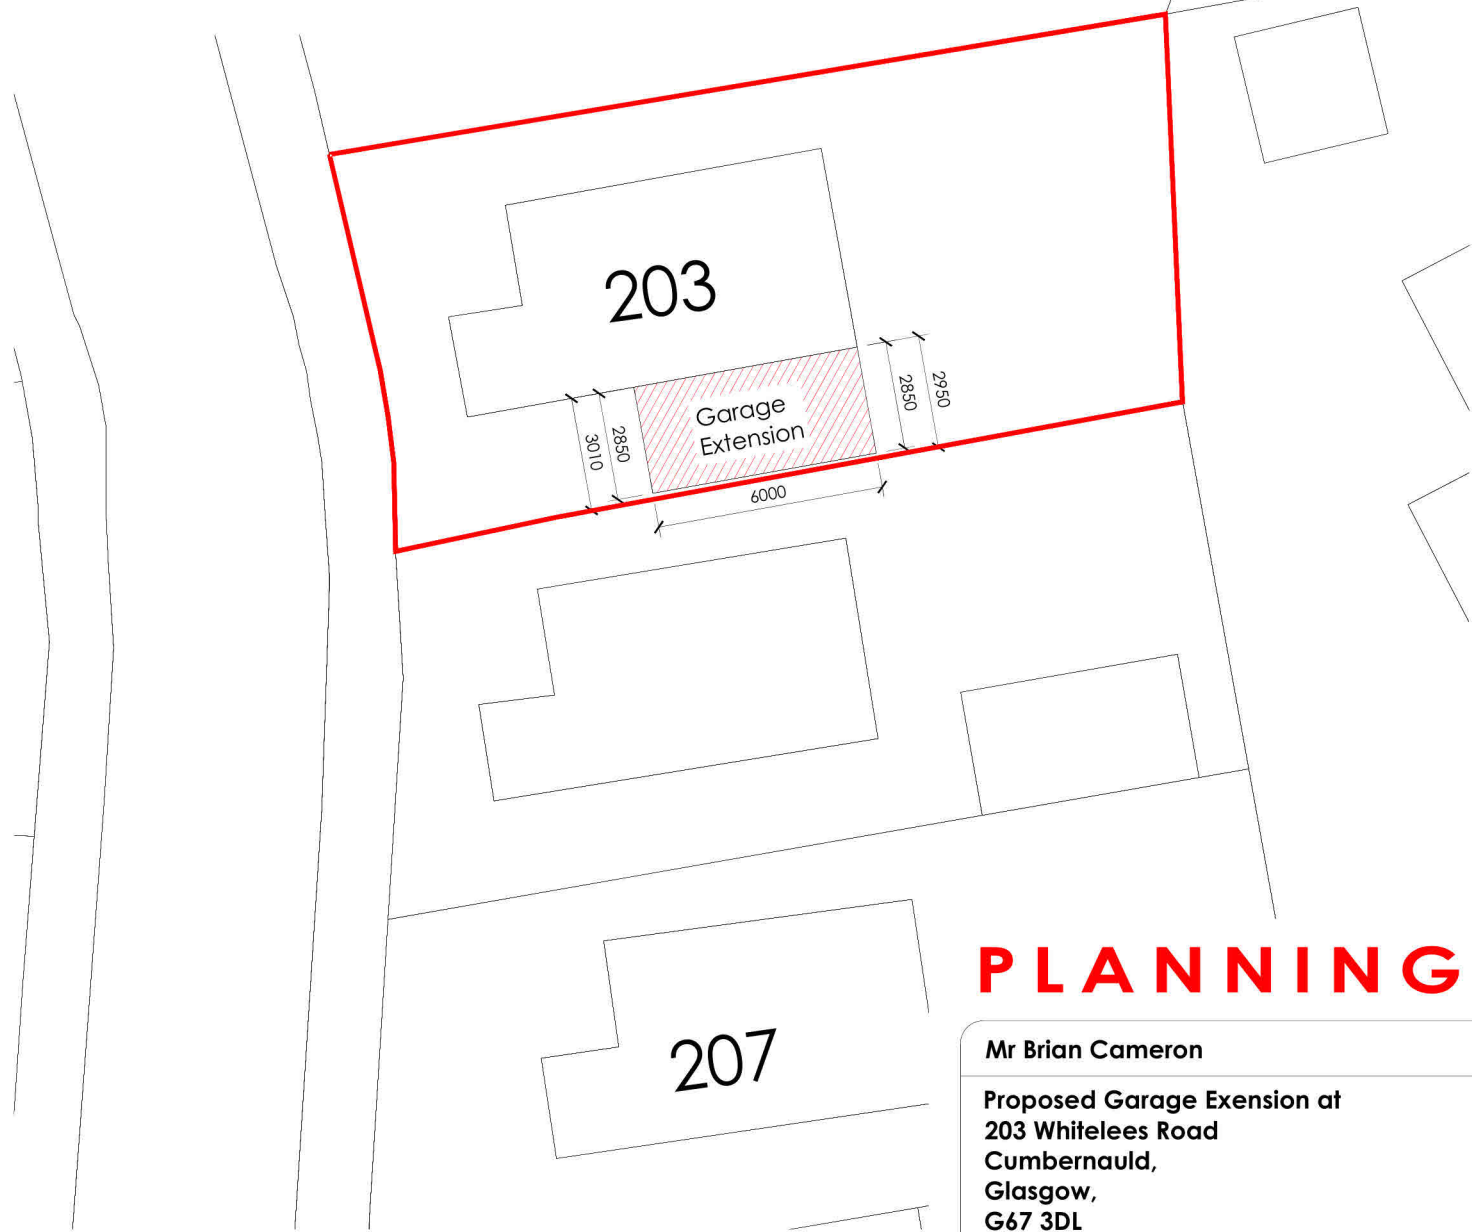 203
Garage
Extension
3010
2850
2850
2950
6000
207
PLANNING
Mr Brian Cameron
Proposed Garage Exension at
203 Whitelees Road
Cumbernauld,
Glasgow,
G67 3DL